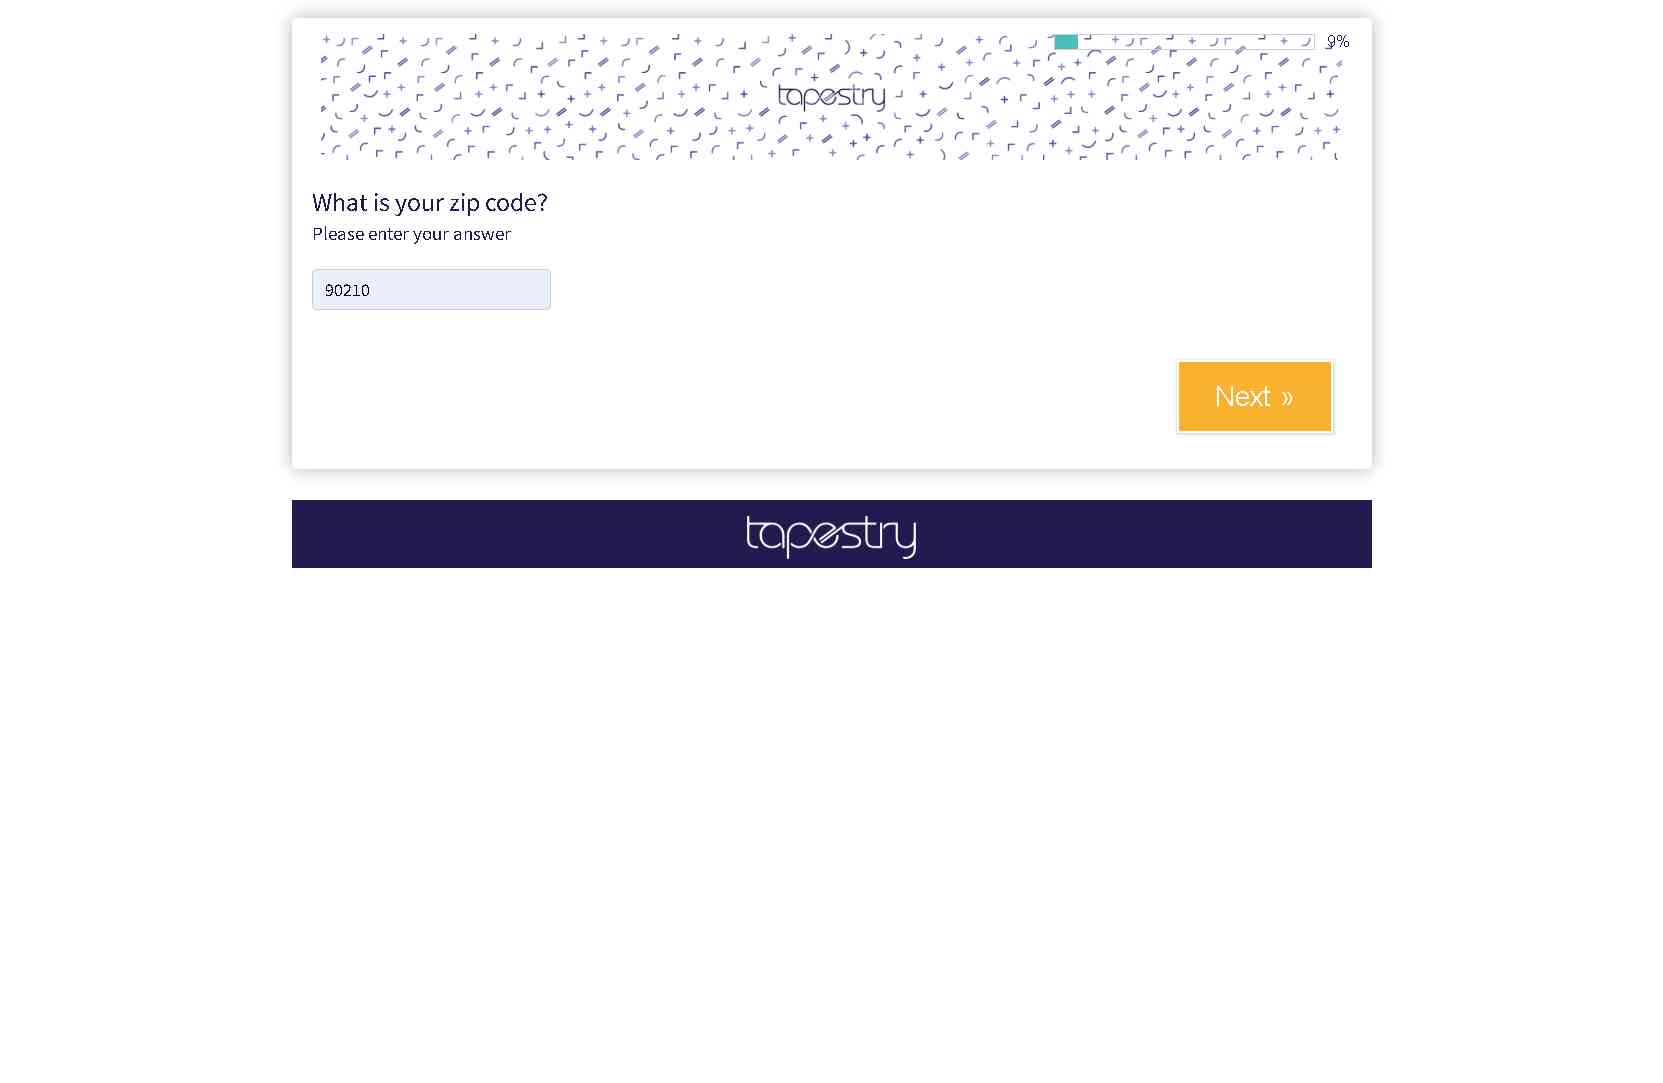 9%
tapestry
What is your zip code?
Please enter your answer
90210
Next »
tapestry